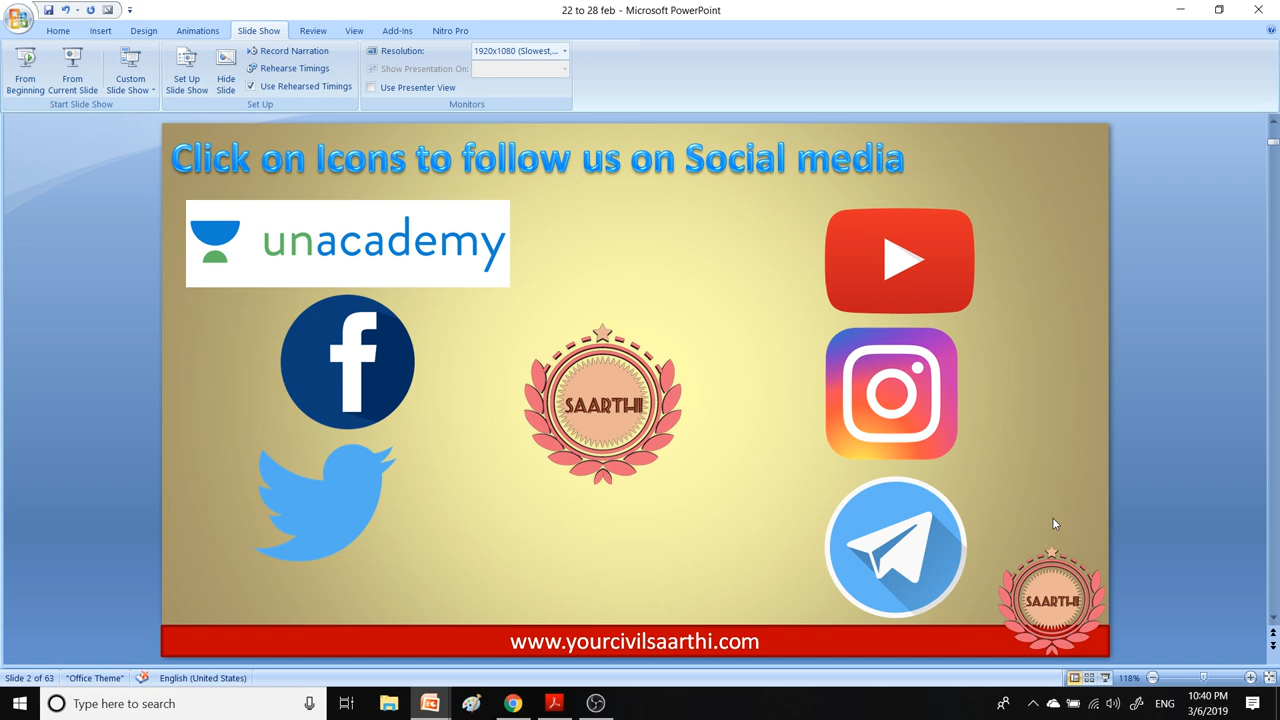 22 to 28 feb - Microsoft PowerPoint
Home Insert Design Animations Slide Show Review View Add-Ins Nitro Pro
From Beginning
From Current Slide
Custom Slide Show
Start Slide Show
Set Up Slide Show
Hide Slide
Record Narration
Rehearse Timings
Use Rehearsed Timings
Set Up
Resolution: 1920x1080 (Slowest,...
Show Presentation On:
Use Presenter View
Monitors
Click on Icons to follow us on Social media
unacademy
SAARTHI
SAARTHI
www.yourcivilsaarthi.com
Slide 2 of 63 "Office Theme" English (United States) 118%
Type here to search
ENG
10:40 PM
3/6/2019